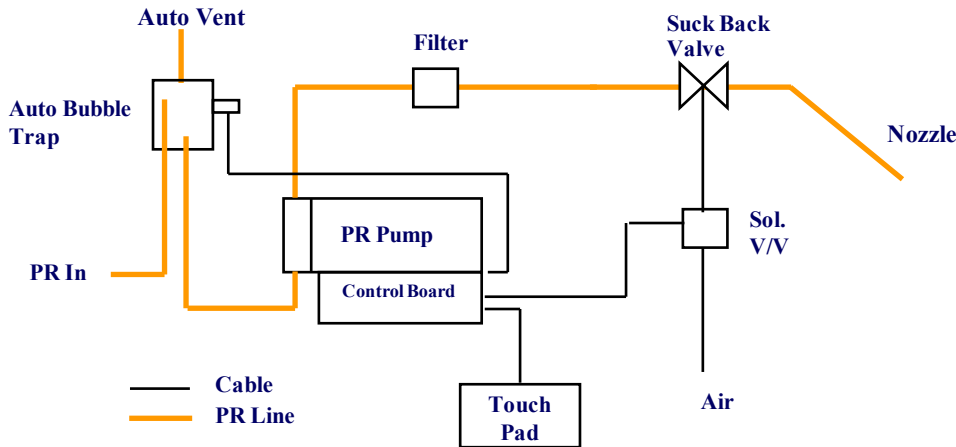 Auto Vent
Suck Back
Valve
Filter
Auto Bubble
Trap
Nozzle
PR Pump
Sol.
V/V
PR In
Control Board
Cable
PR Line
Touch
Pad
Air